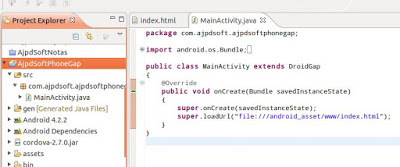 Project Explorer
AjpdSoftNotas
AjpdSoftPhoneGap
src
com.ajpdsoft.ajpdsoftphonega
MainActivity.java
gen [Generated Java Files]
Android 4.2.2
Android Dependencies
cordova-2.7.0.jar
assets
bin
index.html
MainActivity.java
package com.ajpdsoft.ajpdsoftphonegap;
import android.os.Bundle;
public class MainActivity extends DroidGap
{
@Override
public void onCreate(Bundle savedInstanceState)
{
super.onCreate(savedInstanceState);
super.loadUrl("file:///android_asset/www/index.html");
}
}